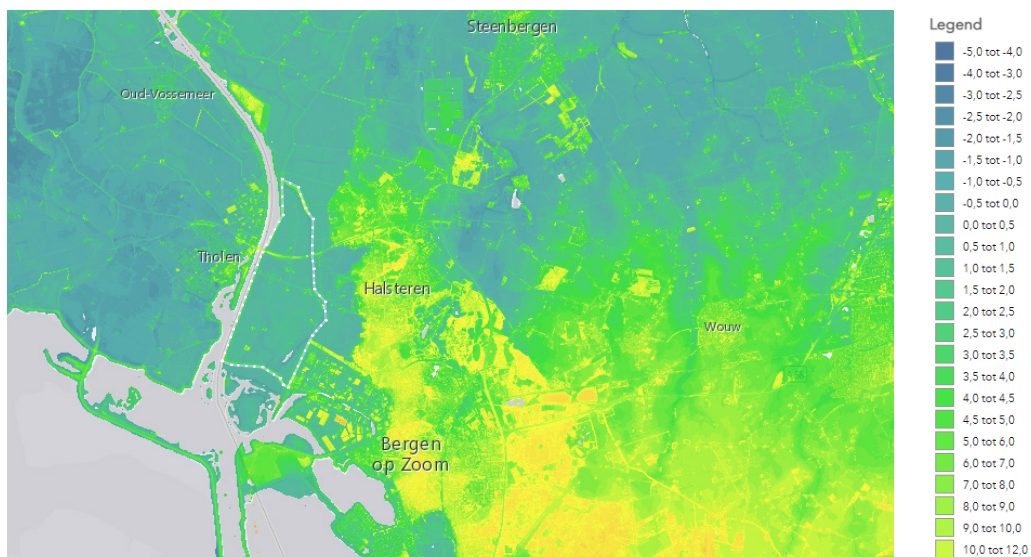 Steenbergen
Oud-Vossemeer
Tholen
Halsteren
Wouw
Bergen
op Zoom
Legend
-5,0 tot -4,0
-4,0 tot -3,0
-3,0 tot -2,5
-2,5 tot -2,0
-2,0 tot -1,5
-1,5 tot -1,0
-1,0 tot -0,5
-0,5 tot 0,0
0,0 tot 0,5
0,5 tot 1,0
1,0 tot 1,5
1,5 tot 2,0
2,0 tot 2,5
2,5 tot 3,0
3,0 tot 3,5
3,5 tot 4,0
4,0 tot 4,5
4,5 tot 5,0
5,0 tot 6,0
6,0 tot 7,0
7,0 tot 8,0
8,0 tot 9,0
9,0 tot 10,0
10,0 tot 12,0